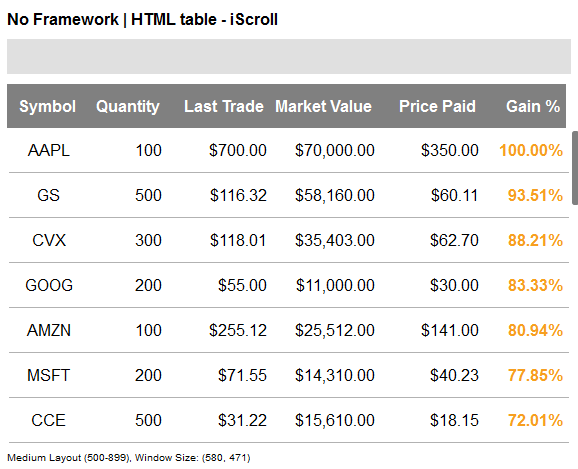 No Framework | HTML table - iScroll
Symbol Quantity Last Trade Market Value Price Paid Gain %
AAPL 100 $700.00 $70,000.00 $350.00 100.00%
GS 500 $116.32 $58,160.00 $60.11 93.51%
CVX 300 $118.01 $35,403.00 $62.70 88.21%
GOOG 200 $55.00 $11,000.00 $30.00 83.33%
AMZN 100 $255.12 $25,512.00 $141.00 80.94%
MSFT 200 $71.55 $14,310.00 $40.23 77.85%
CCE 500 $31.22 $15,610.00 $18.15 72.01%
Medium Layout (500-899), Window Size: (580, 471)